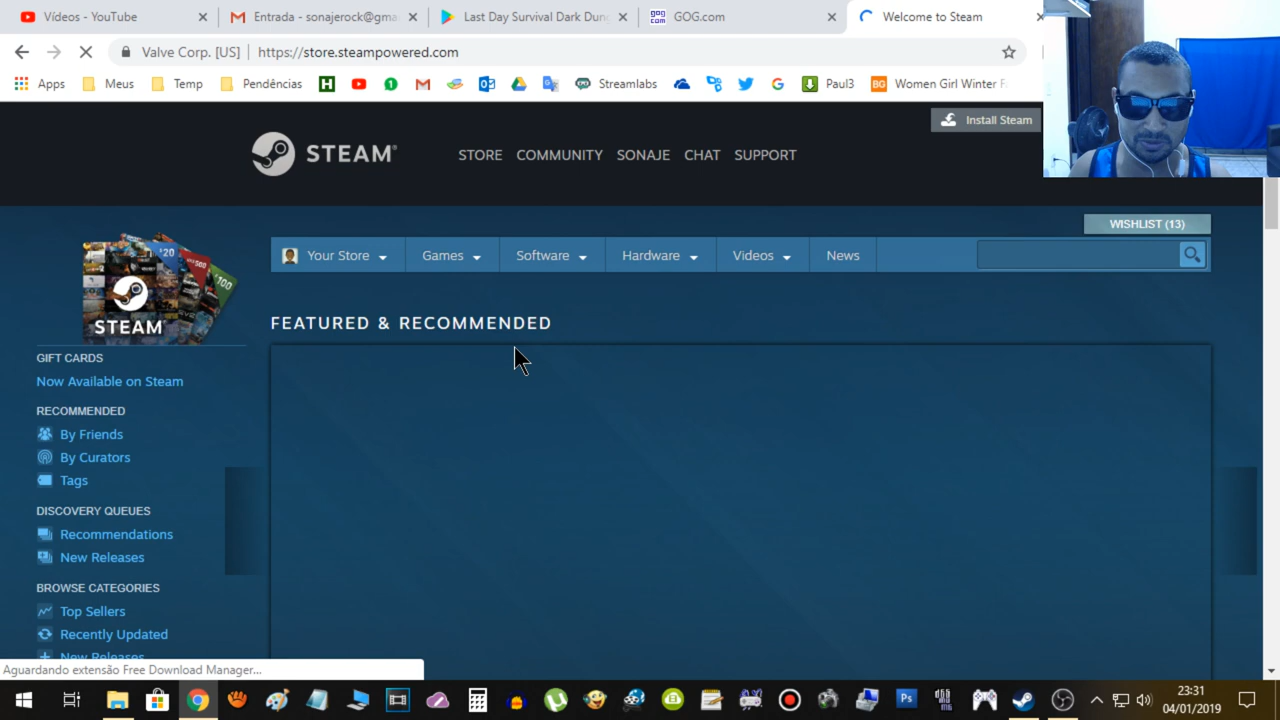 Vídeos - YouTube
Entrada - sonajerock@gma
Last Day Survival Dark Dun
GOG.com
Welcome to Steam
Valve Corp. [US] | https://store.steampowered.com
Apps Meus Temp Pendências Streamlabs Paul3 Women Girl Winter F
Install Steam
STEAM STORE COMMUNITY SONAJE CHAT SUPPORT
WISHLIST (13)
Your Store Games Software Hardware Videos News
STEAM
FEATURED & RECOMMENDED
GIFT CARDS
Now Available on Steam
RECOMMENDED
By Friends
By Curators
Tags
DISCOVERY QUEUES
Recommendations
New Releases
BROWSE CATEGORIES
Top Sellers
Recently Updated
New Releases
Aguardando extensão Free Download Manager...
23:31
04/01/2019